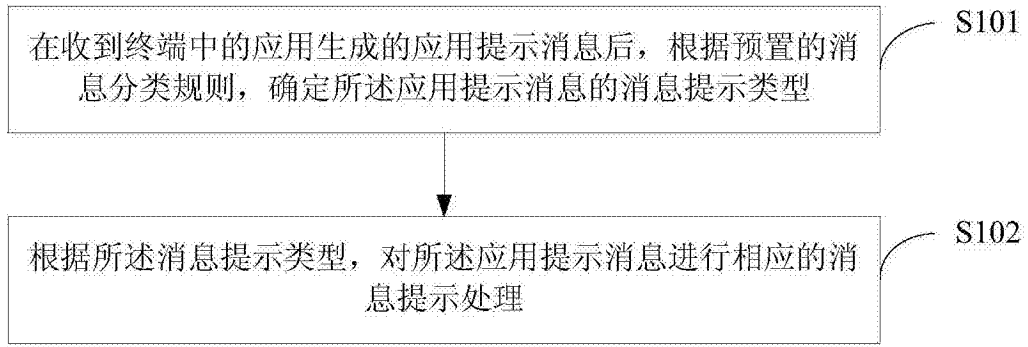 在收到终端中的应用生成的应用提示消息后，根据预置的消
息分类规则，确定所述应用提示消息的消息提示类型
S101
根据所述消息提示类型，对所述应用提示消息进行相应的消
息提示处理
S102